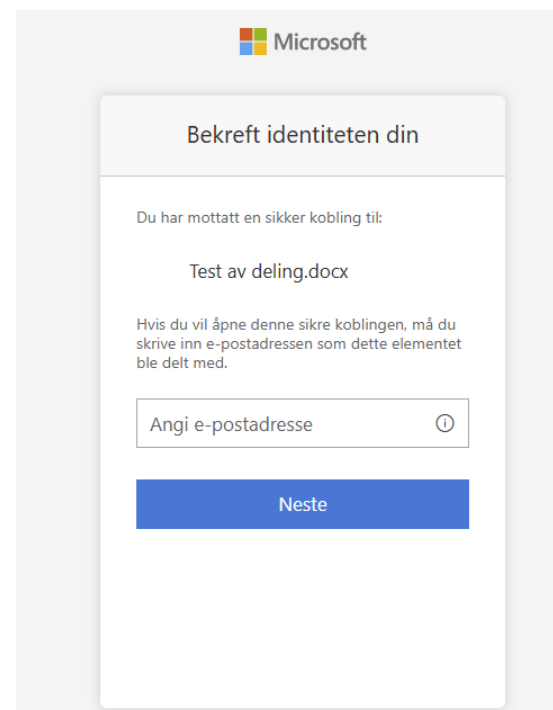 Microsoft
Bekreft identiteten din
Du har mottatt en sikker kobling til:
Test av deling.docx
Hvis du vil åpne denne sikre koblingen, må du
skrive inn e-postadressen som dette elementet
ble delt med.
Angi e-postadresse
Neste